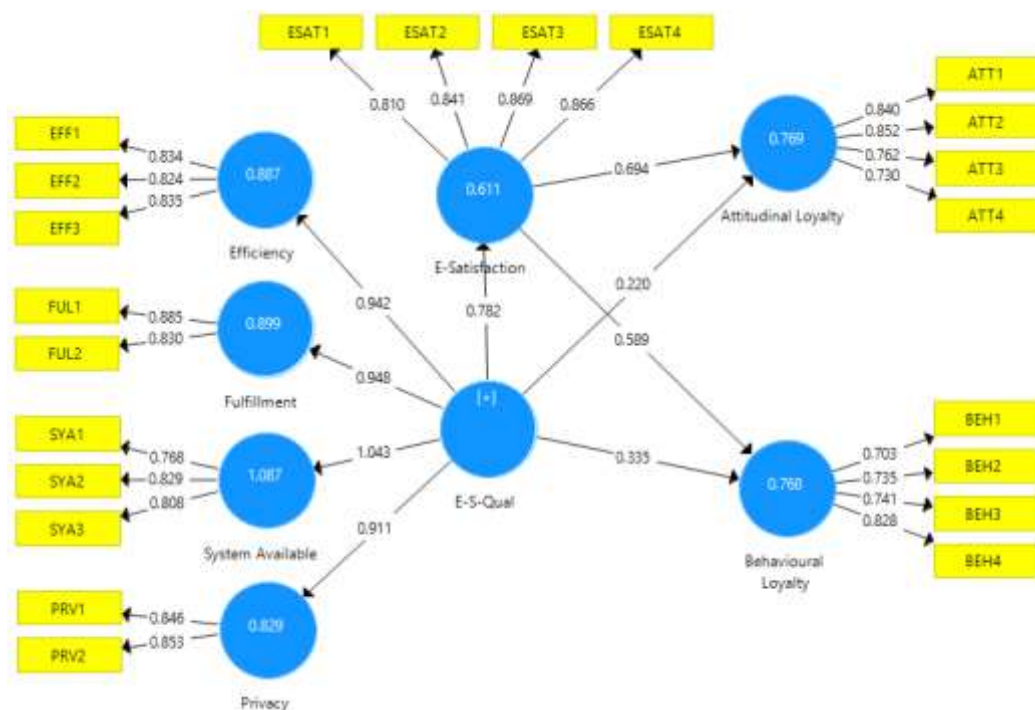 ESAT1 ESAT2 ESAT3 ESAT4
0.810 0.841 0.869 0.866
EFF1
EFF2
EFF3
0.834
0.824
0.835
0.887
Efficiency
0.611
E-Satisfaction
0.694
0.769
Attitudinal Loyalty
0.840
0.852
0.762
0.730
ATT1
ATT2
ATT3
ATT4
0.942
0.782
0.220
0.589
FUL1
FUL2
0.885
0.830
0.899
Fulfillment
0.948
[+]
E-S-Qual
SYA1
SYA2
SYA3
0.768
0.829
0.808
1.087
System Available
1.043
0.335
0.768
Behavioural
Loyalty
0.703
0.735
0.741
0.828
BEH1
BEH2
BEH3
BEH4
0.911
PRV1
PRV2
0.846
0.853
0.829
Privacy